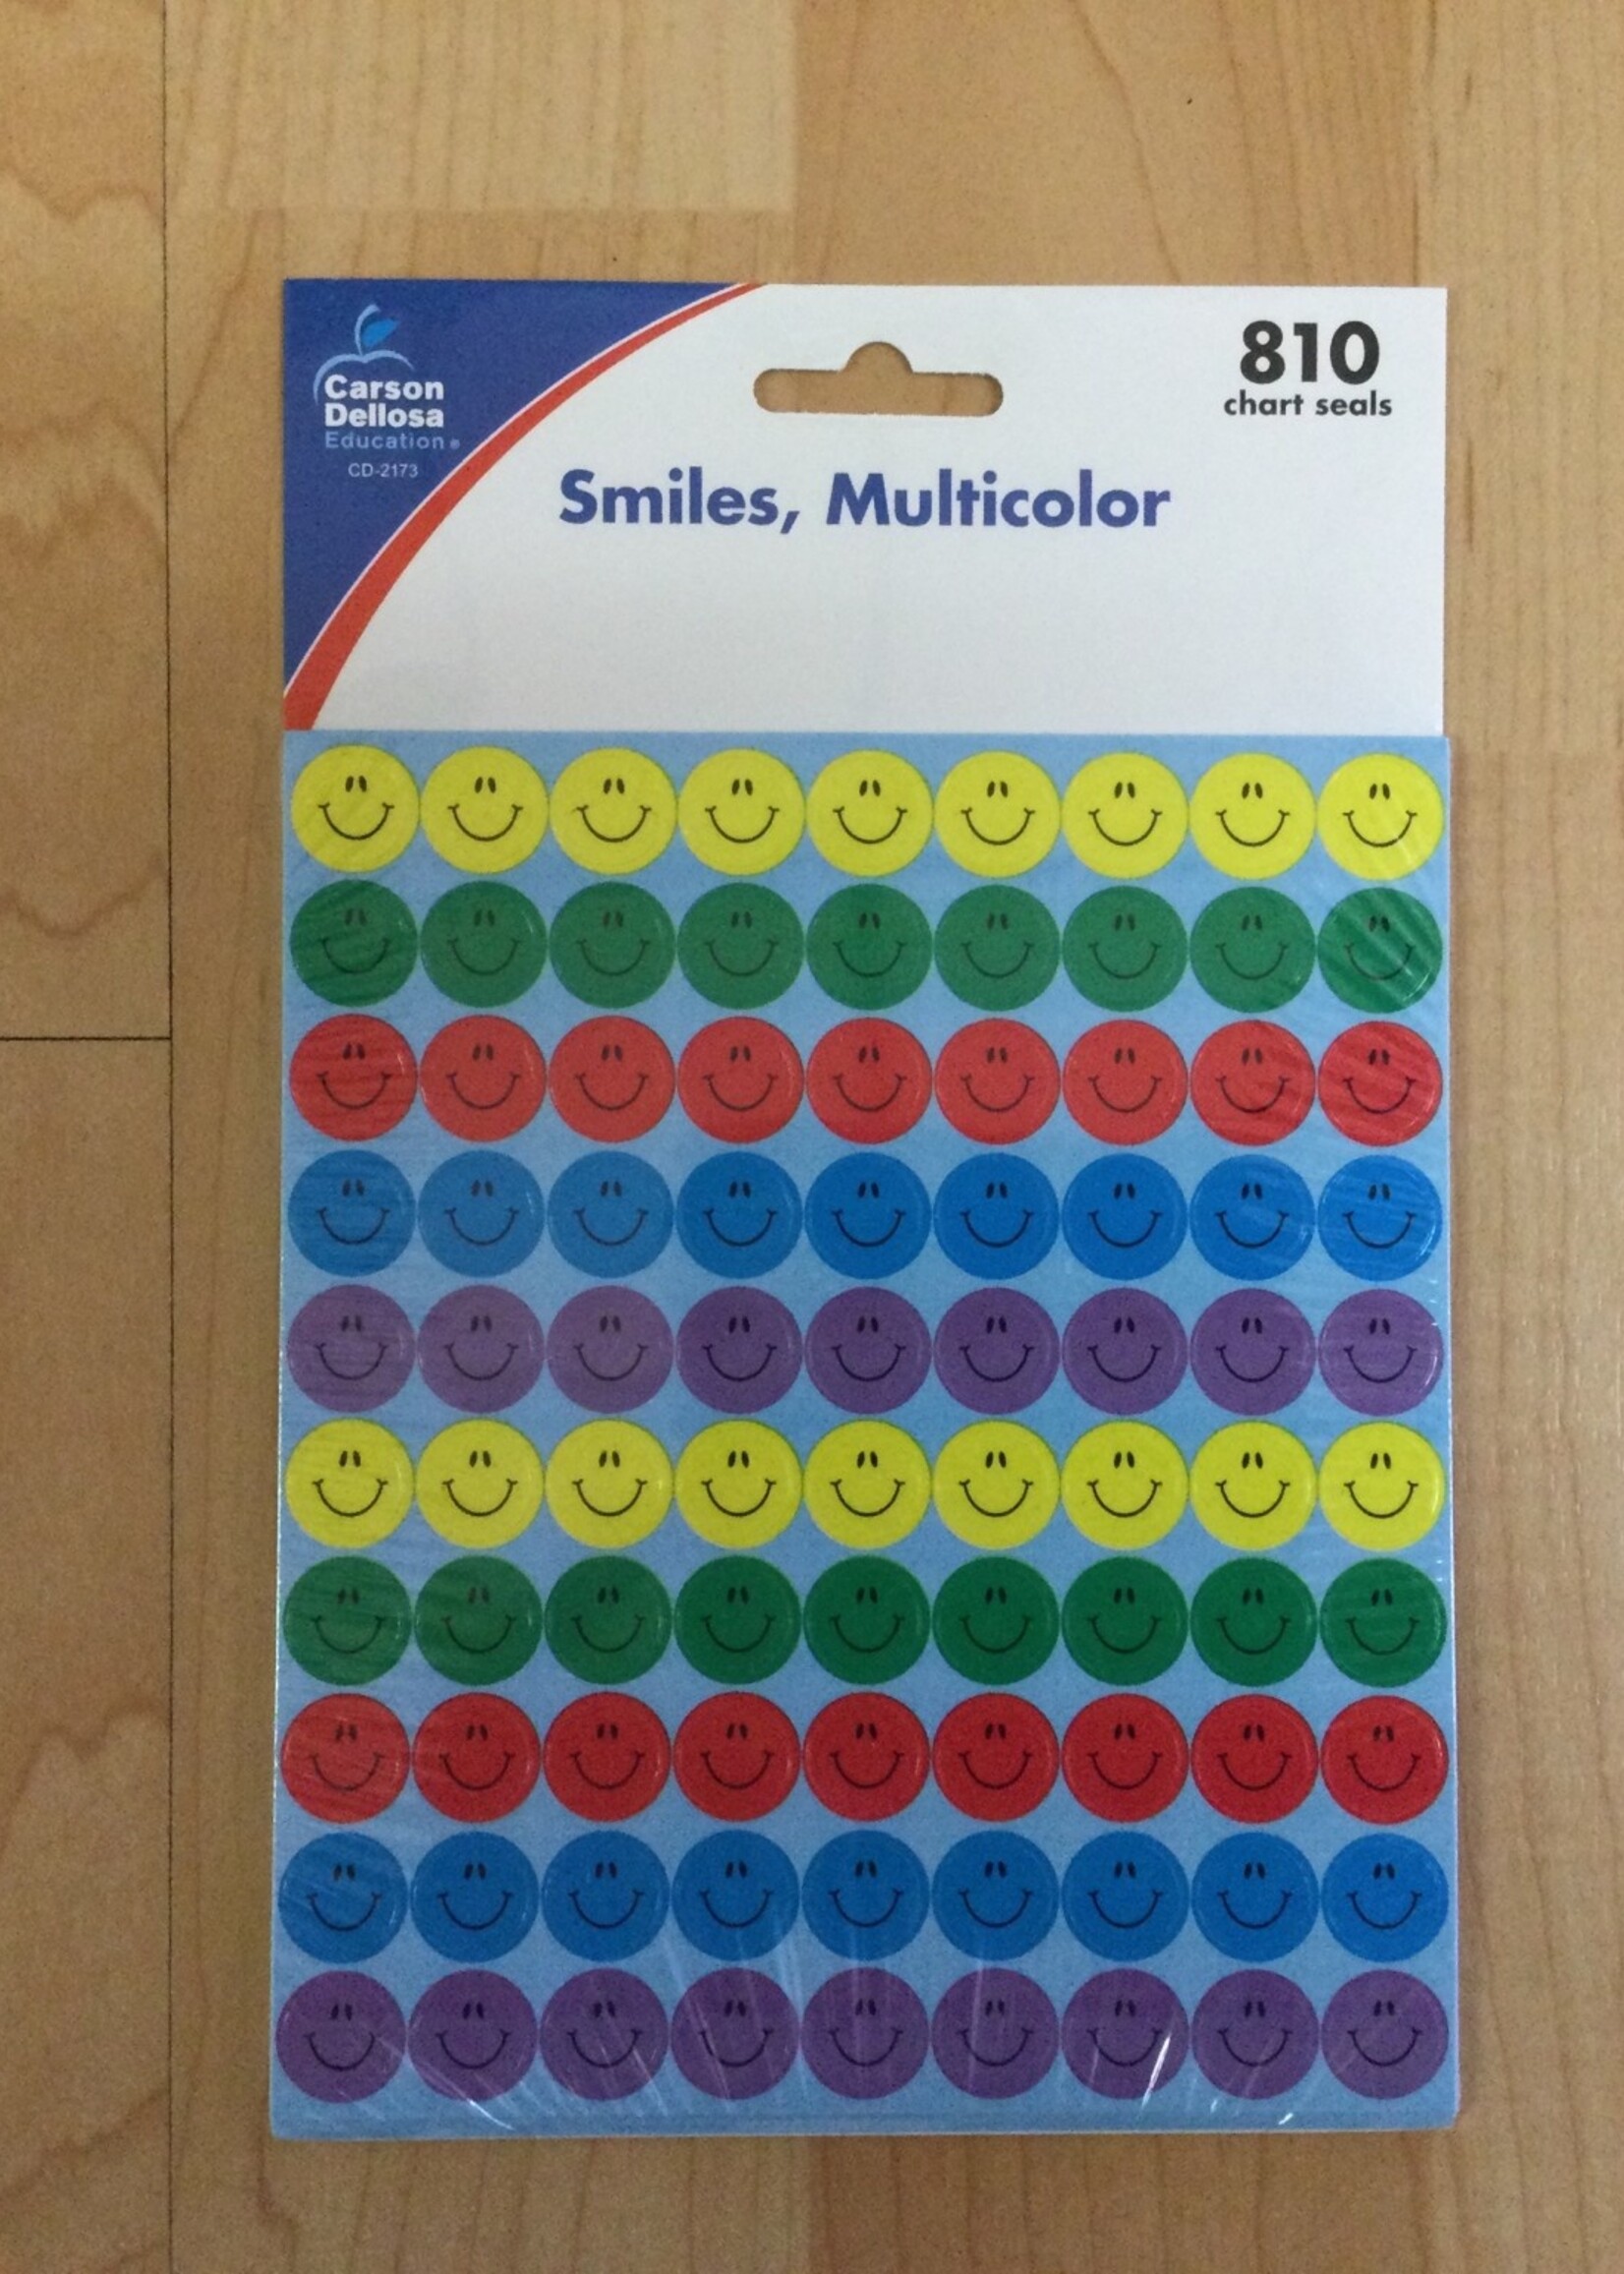 Carson
Dellosa
Education®
CD-2173
810
chart seals
Smiles, Multicolor